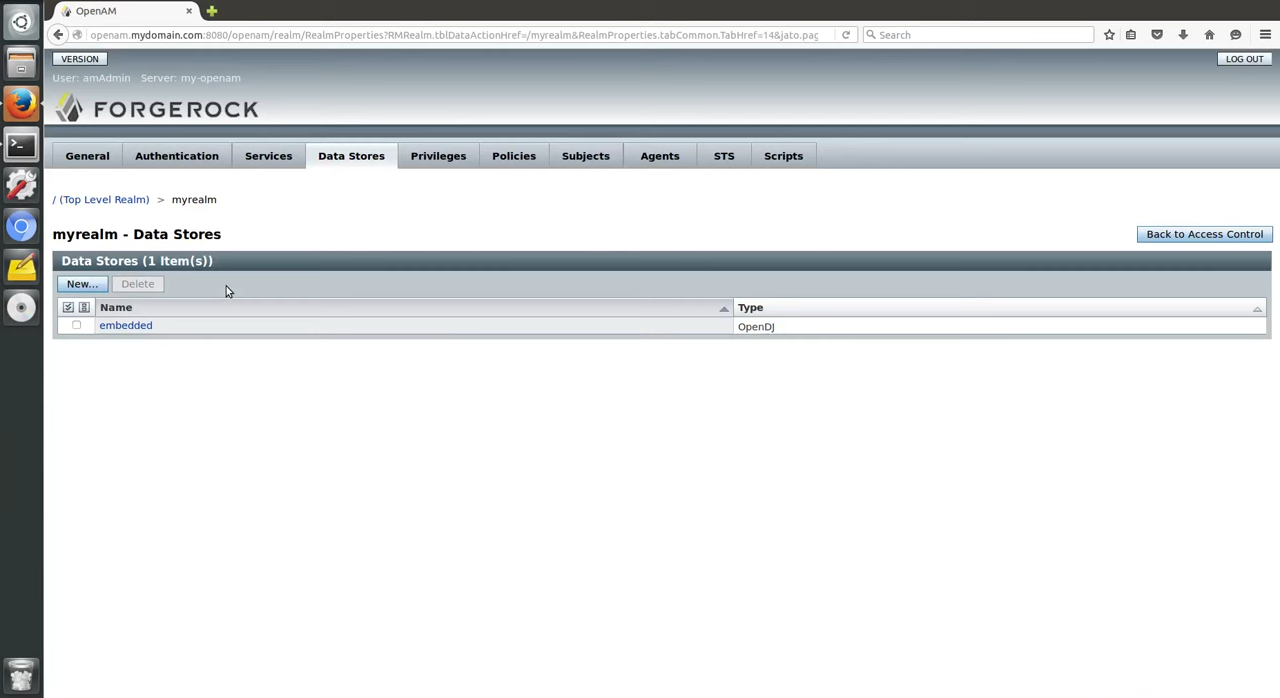 OpenAM
openam.mydomain.com:8080/openam/realm/RealmProperties?RMRealm.tblDataActionHref=/myrealm&RealmProperties.tabCommon.TabHref=14&jato.pag
Search
VERSION
LOG OUT
User: amAdmin Server: my-openam
FORGEROCK
General Authentication Services Data Stores Privileges Policies Subjects Agents STS Scripts
/ (Top Level Realm) > myrealm
myrealm - Data Stores
Back to Access Control
Data Stores (1 Item(s))
New... Delete
Name Type
embedded OpenDJ